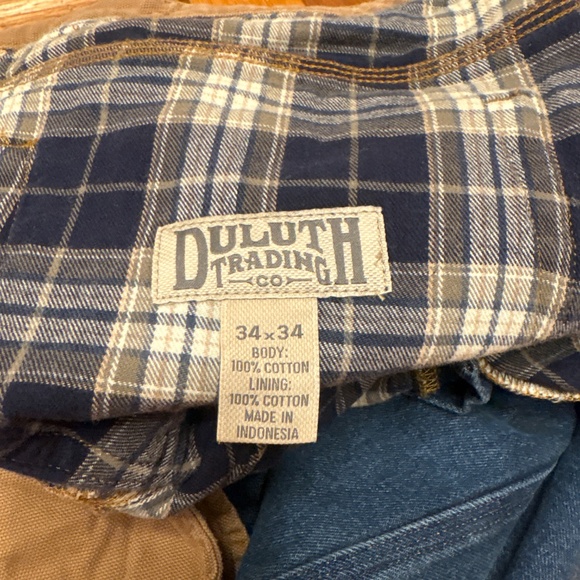 DULUTH
TRADING
CO
34x34
BODY:
100% COTTON
LINING:
100% COTTON
MADE IN
INDONESIA